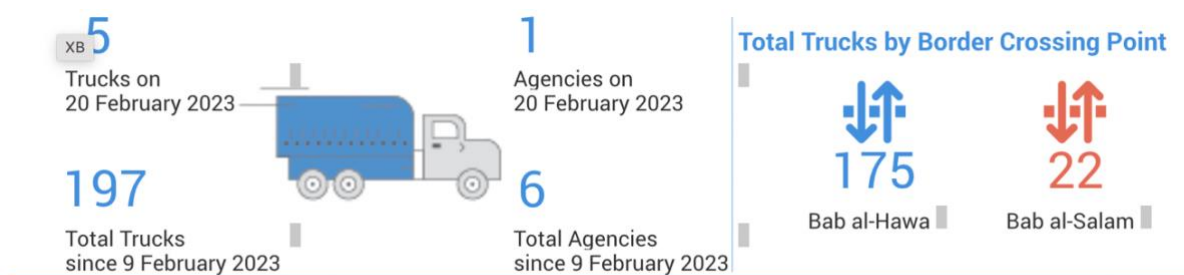 XB
5
Trucks on
20 February 2023
197
Total Trucks
since 9 February 2023
1
Agencies on
20 February 2023
6
Total Agencies
since 9 February 2023
Total Trucks by Border Crossing Point
175
Bab al-Hawa
22
Bab al-Salam